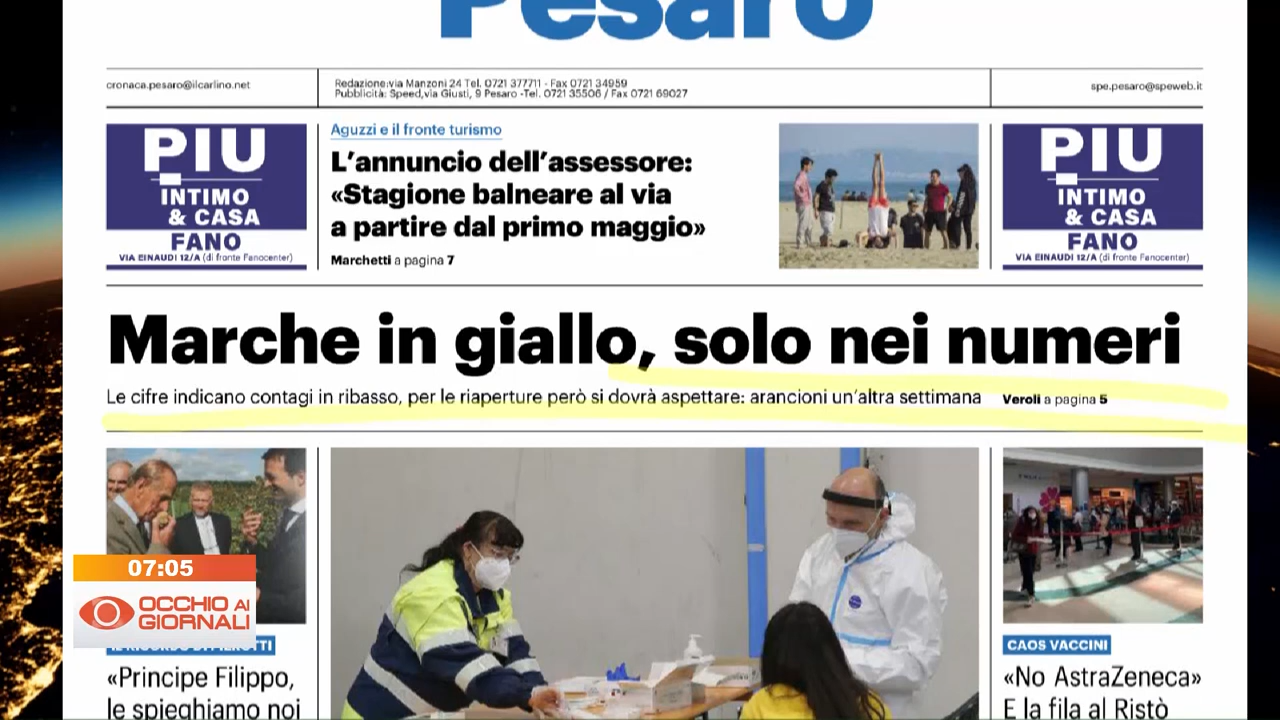 Pesaro
cronaca.pesaro@ilcarlino.net
Redazione:via Manzoni 24 Tel. 0721 377711 - Fax 0721 34959
Pubblicità: Speed,via Giusti, 9 Pesaro -Tel. 0721 35506 / Fax 0721 69027
spe.pesaro@speweb.it
PIU
INTIMO
& CASA
FANO
VIA EINAUDI 12/A (di fronte Fanocenter)
Aguzzi e il fronte turismo
L'annuncio dell'assessore:
«Stagione balneare al via
a partire dal primo maggio»
Marchetti a pagina 7
PIU
INTIMO
& CASA
FANO
VIA EINAUDI 12/A (di fronte Fanocenter)
Marche in giallo, solo nei numeri
Le cifre indicano contagi in ribasso, per le riaperture però si dovrà aspettare: arancioni un'altra settimana
Veroli a pagina 5
07:05
OCCHIO AI
GIORNALI
«Principe Filippo,
le spieghiamo noi
CAOS VACCINI
«No AstraZeneca»
E la fila al Ristò